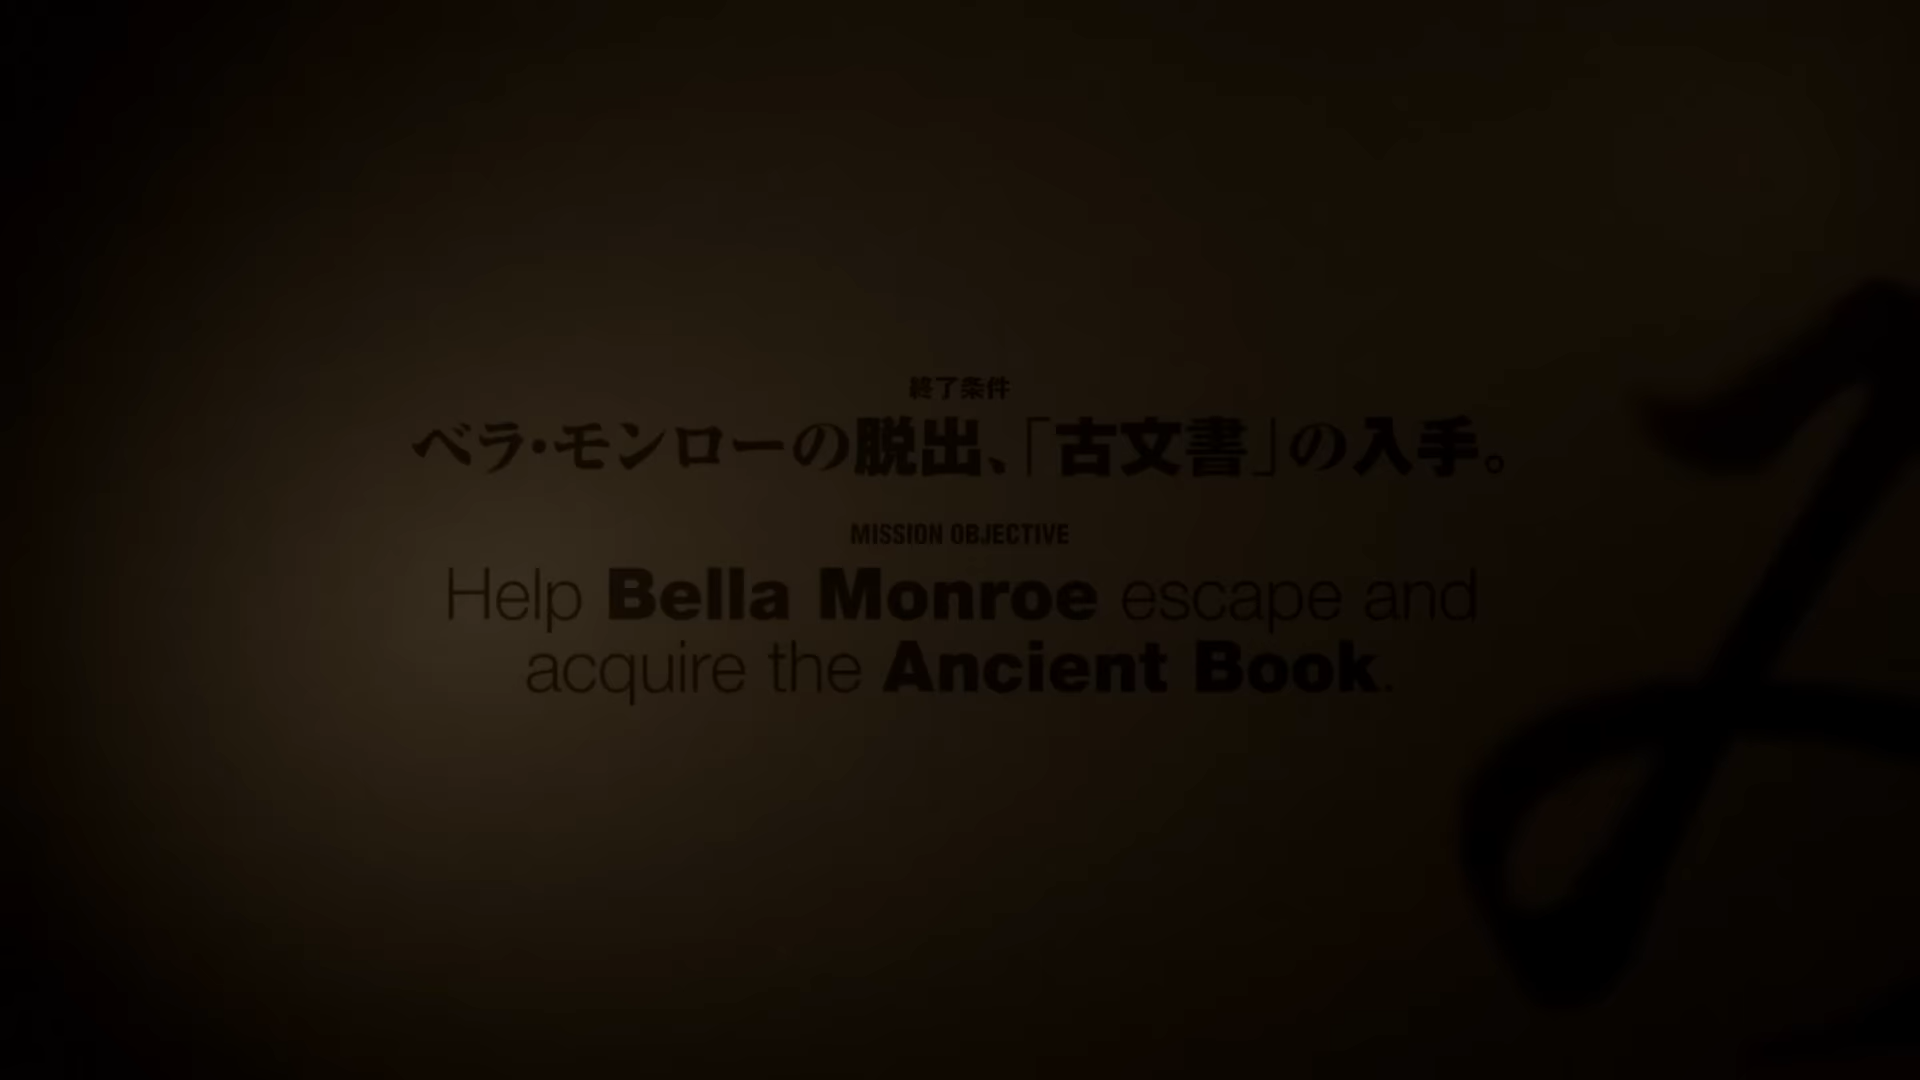 終了条件
ベラ・モンローの脱出、「古文書」の入手。
MISSION OBJECTIVE
Help Bella Monroe escape and
acquire the Ancient Book.